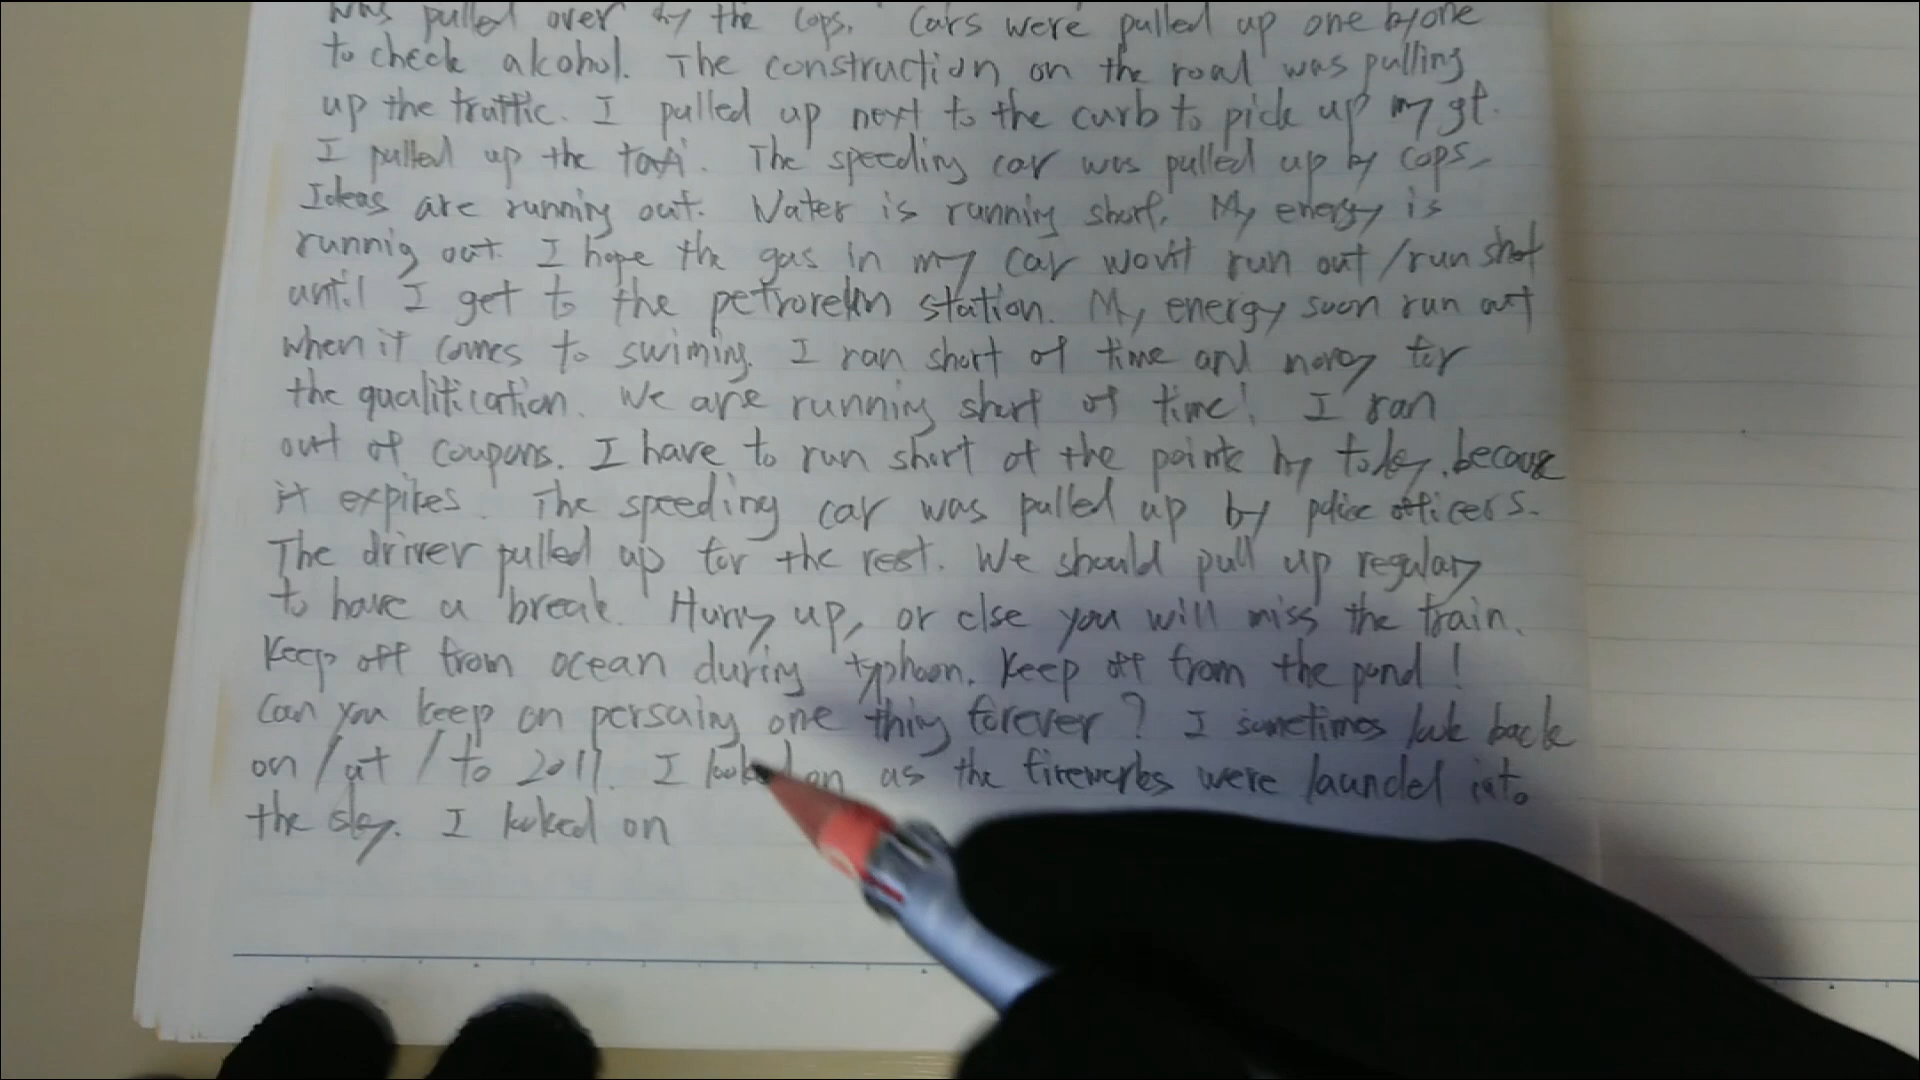 was pulled over by the cops. Cars were pulled up one by one
to check alcohol. The construction on the road was pulling
up the traffic. I pulled up next to the curb to pick up my gf.
I pulled up the taxi. The speeding car was pulled up by cops.
Ideas are running out. Water is running short. My energy is
runnig out. I hope the gas in my car won't run out / run short
until I get to the station. My energy soon run out
when it comes to swiming. I ran short of time and money for
the qualification. We are running short of time! I ran
out of coupons. I have to run short of the points by today. because
it expires. The speeding car was pulled up by police officers.
The driver pulled up for the rest. We should pull up regulary
to have a break. Hurry up, or else you will miss the train.
Keep off from ocean during typhoon. Keep off from the pond!
Can you keep on persuing one thing forever? I sometimes look back
on / at / to 2011. I looked on as the fireworks were launched into
the sky. I looked on